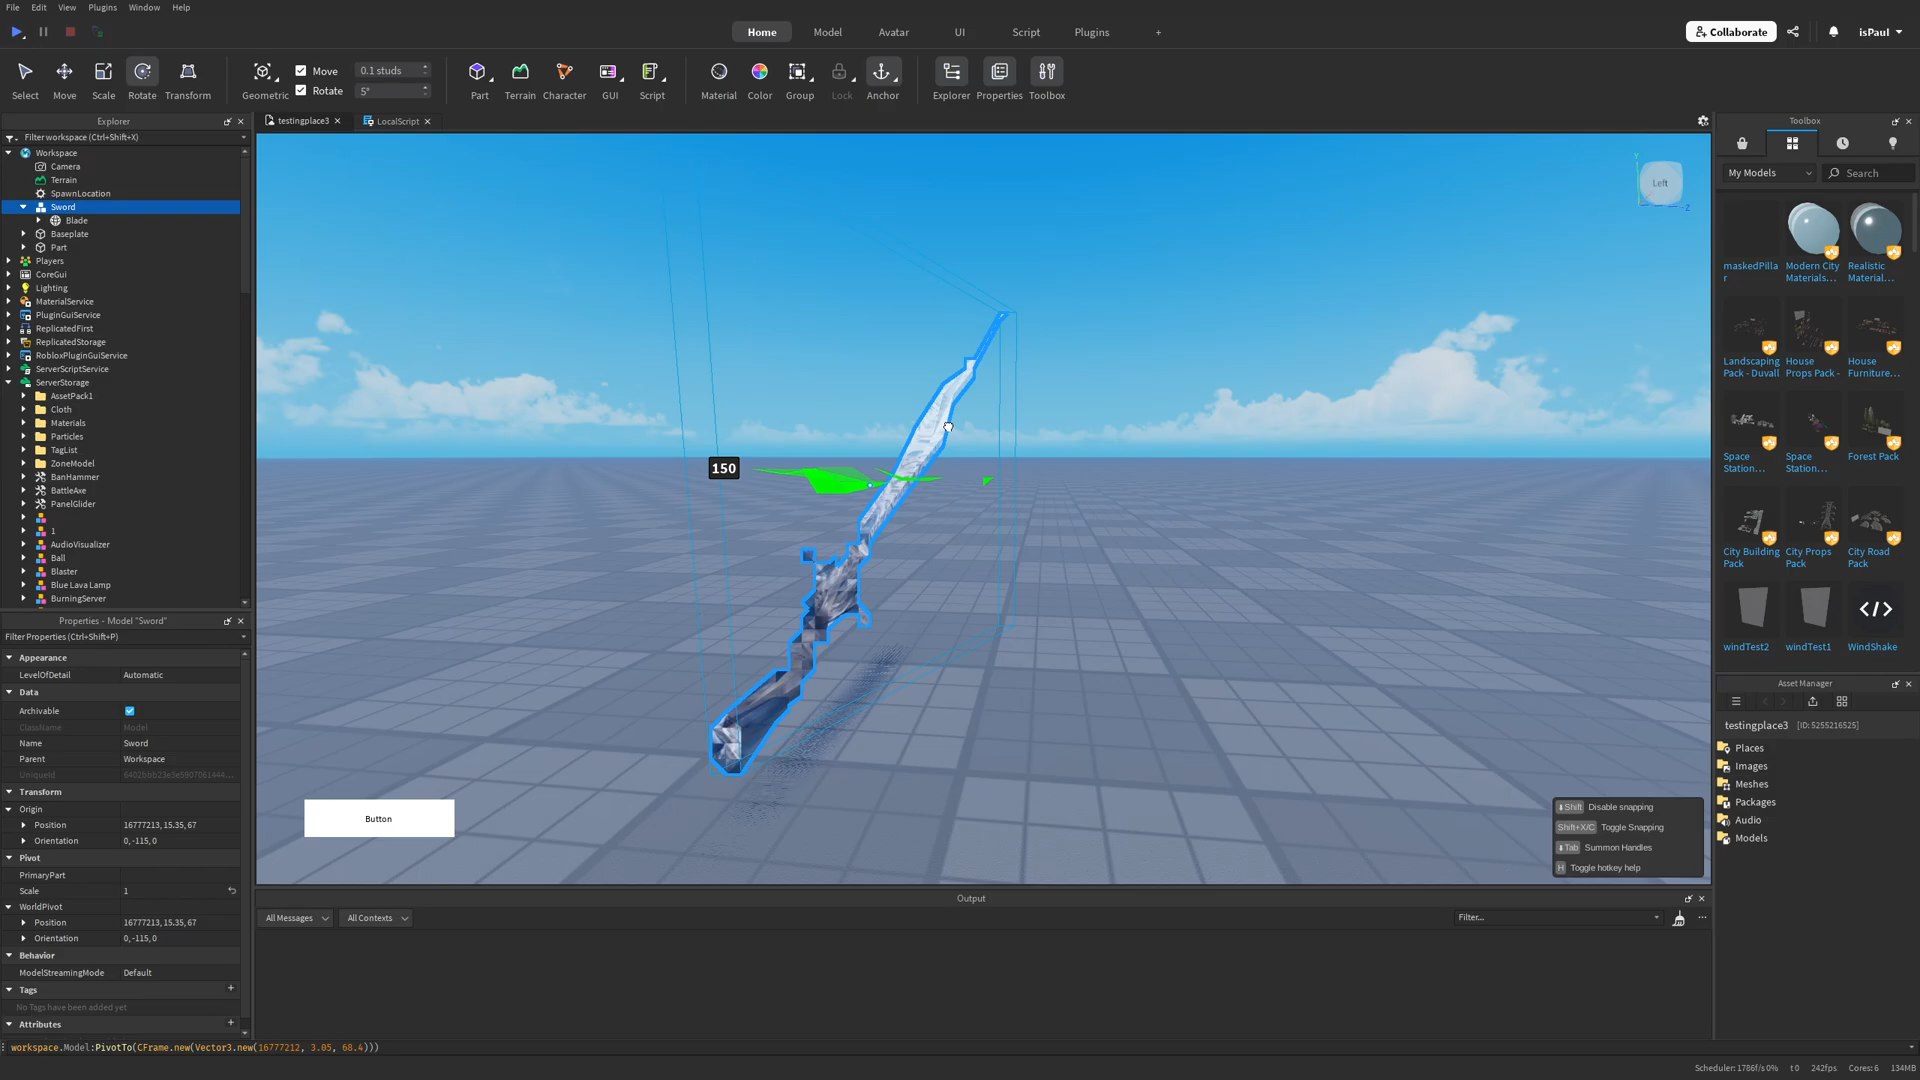 File Edit View Plugins Window Help
Home Model Avatar UI Script Plugins +
Collaborate
isPaul
Select Move Scale Rotate Transform
Geometric
Move 0.1 studs
Rotate 5°
Part Terrain Character GUI Script
Material Color Group Lock Anchor
Explorer Properties Toolbox
Explorer
testingplace3
LocalScript
Filter workspace (Ctrl+Shift+X)
Workspace
Camera
Terrain
SpawnLocation
Sword
Blade
Baseplate
Part
Players
CoreGui
Lighting
MaterialService
PluginGuiService
ReplicatedFirst
ReplicatedStorage
RobloxPluginGuiService
ServerScriptService
ServerStorage
AssetPack1
Cloth
Materials
Particles
TagList
ZoneModel
BanHammer
BattleAxe
PanelGlider
1
AudioVisualizer
Ball
Blaster
Blue Lava Lamp
BurningServer
Properties - Model "Sword"
Filter Properties (Ctrl+Shift+P)
Appearance
LevelOfDetail Automatic
Data
Archivable
ClassName Model
Name Sword
Parent Workspace
UniqueId 6402bbb23e3e5907061444...
Transform
Origin
Position 16777213, 15.35, 67
Orientation 0, -115, 0
Pivot
PrimaryPart
Scale 1
WorldPivot
Position 16777213, 15.35, 67
Orientation 0, -115, 0
Behavior
ModelStreamingMode Default
Tags
No Tags have been added yet
Attributes
Y
Left
Z
150
Button
Shift Disable snapping
Shift+X/C Toggle Snapping
Tab Summon Handles
H Toggle hotkey help
Output
All Messages All Contexts
Filter...
Toolbox
My Models
Search
maskedPilla
r
Modern City
Materials...
Realistic
Material...
Landscaping
Pack - Duvall
House
Props Pack -
House
Furniture...
Space
Station...
Space
Station...
Forest Pack
City Building
Pack
City Props
Pack
City Road
Pack
windTest2
windTest1
WindShake
Asset Manager
testingplace3 [ID: 5255216525]
Places
Images
Meshes
Packages
Audio
Models
workspace.Model:PivotTo(CFrame.new(Vector3.new(16777212, 3.05, 68.4)))
Scheduler: 1786f/s 0% t 0 242fps Cores: 6 134MB